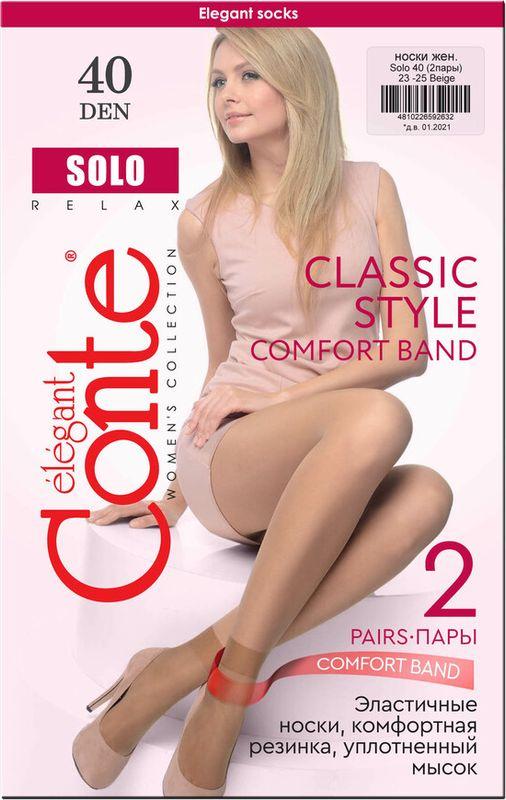 Elegant socks
40
DEN
носки жен.
Solo 40 (2пары)
23 -25 Beige
4810226592632
*д.в. 01.2021
SOLO
RELAX
élégant
Conte®
WOMEN'S COLLECTION
CLASSIC
STYLE
COMFORT BAND
2
PAIRS·ПАРЫ
COMFORT BAND
Эластичные
носки, комфортная
резинка, уплотненный
мысок